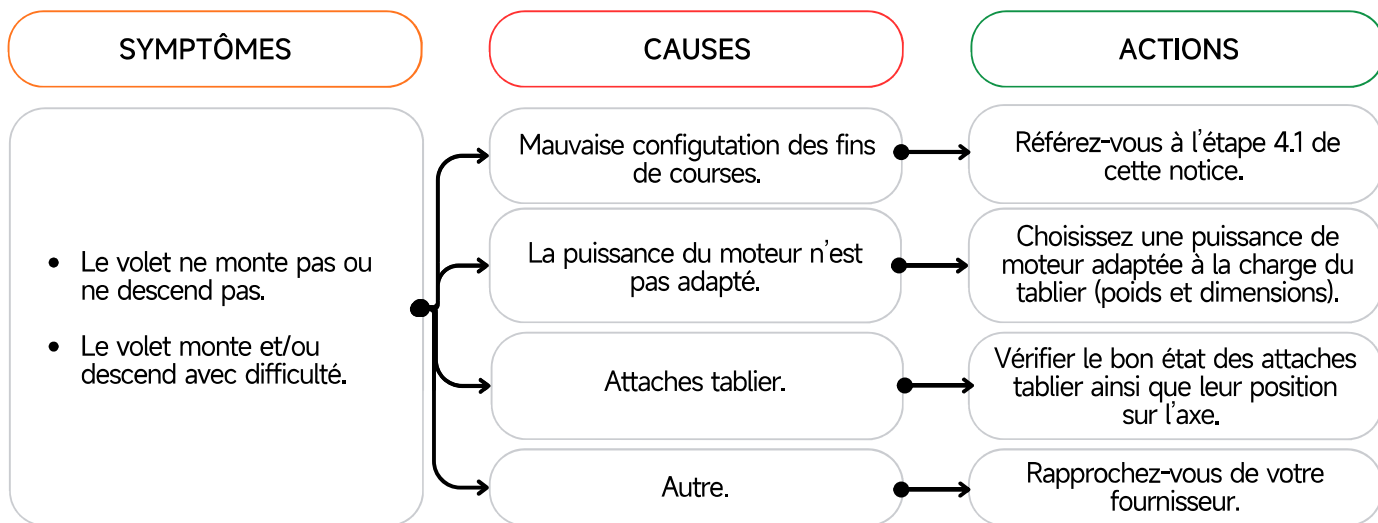 SYMPTÔMES
CAUSES
ACTIONS
• Le volet ne monte pas ou
ne descend pas.
• Le volet monte et/ou
descend avec difficulté.
Mauvaise configutation des fins
de courses.
Référez-vous à l'étape 4.1 de
cette notice.
La puissance du moteur n'est
pas adapté.
Choisissez une puissance de
moteur adaptée à la charge du
tablier (poids et dimensions).
Attaches tablier.
Vérifier le bon état des attaches
tablier ainsi que leur position
sur l'axe.
Autre.
Rapprochez-vous de votre
fournisseur.